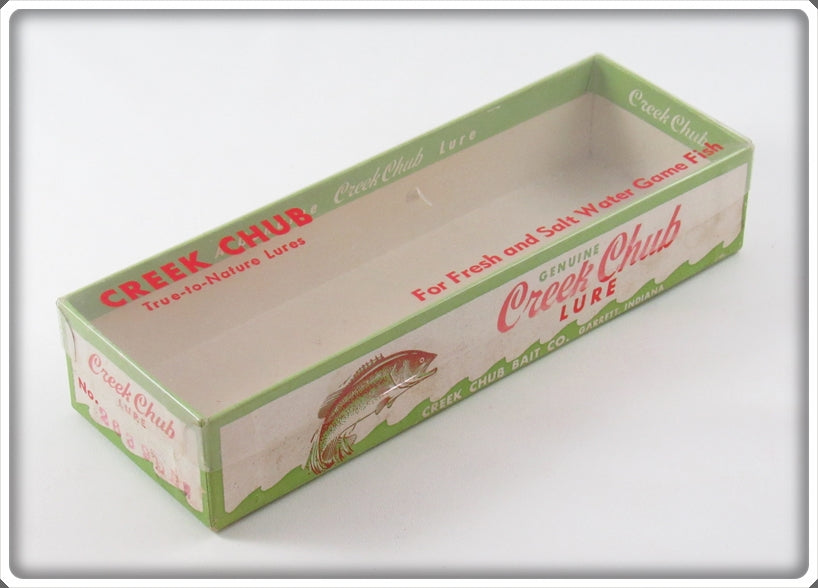 Creek Chub
Creek Chub Lure
CREEK CHUB
True-to-Nature Lures
For Fresh and Salt Water Game Fish
GENUINE
Creek Chub
LURE
CREEK CHUB BAIT CO. GARRETT, INDIANA
Creek Chub
LURE
No.